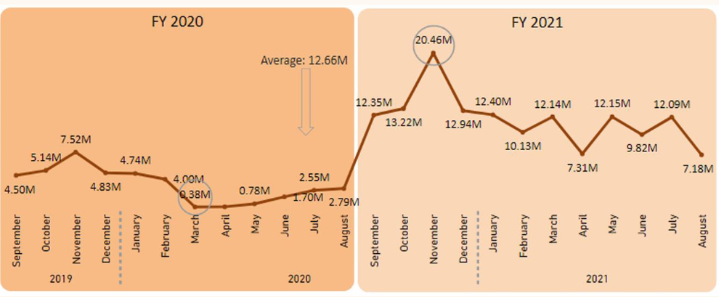 FY 2020
FY 2021
Average: 12.66M
4.50M
5.14M
7.52M
4.83M
4.74M
4.00M
0.38M
0.78M
1.70M
2.55M
2.79M
12.35M
13.22M
20.46M
12.94M
12.40M
10.13M
12.14M
7.31M
12.15M
9.82M
12.09M
7.18M
September
October
November
December
January
February
March
April
May
June
July
August
September
October
November
December
January
February
March
April
May
June
July
August
2019
2020
2021